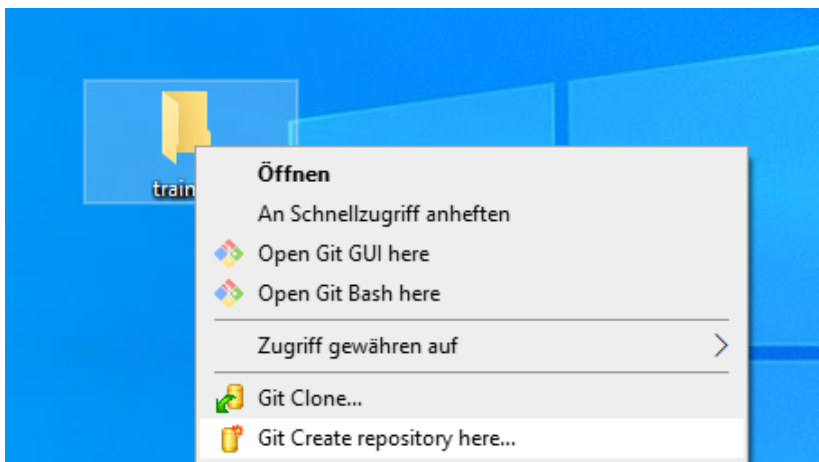 train
Öffnen
An Schnellzugriff anheften
Open Git GUI here
Open Git Bash here
Zugriff gewähren auf
Git Clone...
Git Create repository here...